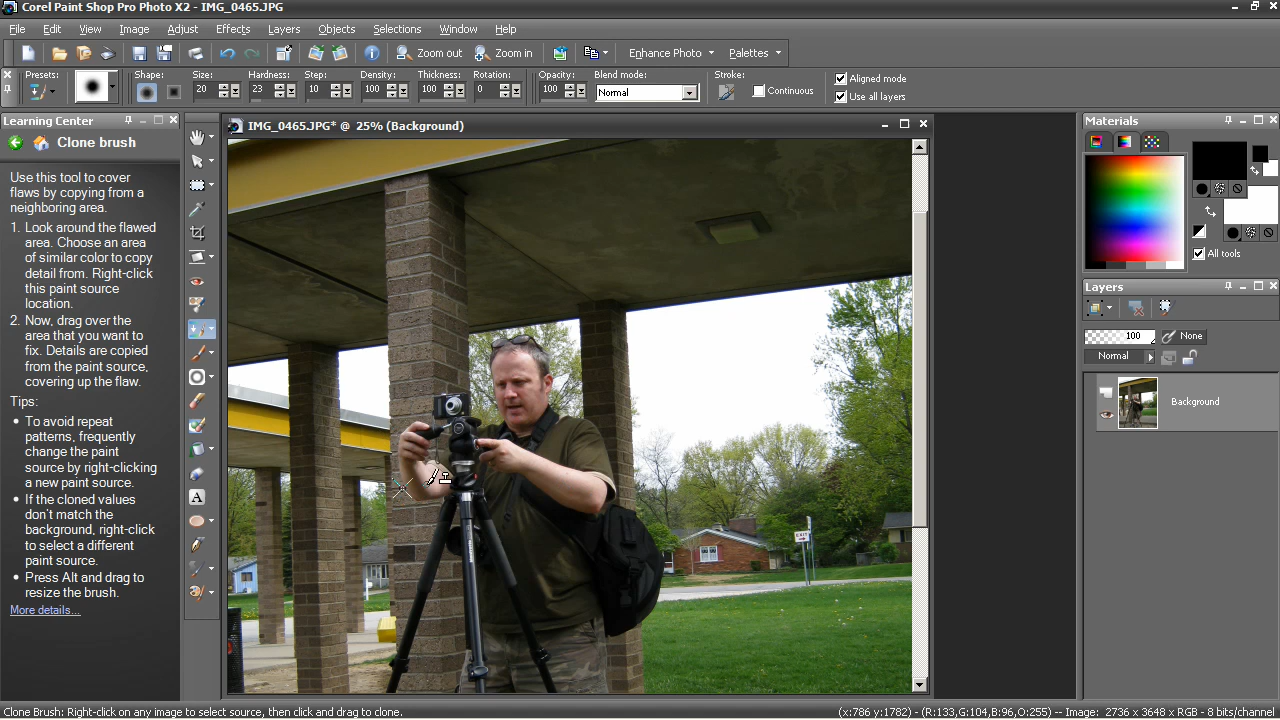 Corel Paint Shop Pro Photo X2 - IMG_0465.JPG
File Edit View Image Adjust Effects Layers Objects Selections Window Help
Zoom out Zoom in Enhance Photo Palettes
Presets: Shape: Size: Hardness: Step: Density: Thickness: Rotation: Opacity: Blend mode: Stroke: Aligned mode
20 23 10 100 100 0 100 Normal Continuous Use all layers
Learning Center
Clone brush
Use this tool to cover
flaws by copying from a
neighboring area.
1. Look around the flawed
area. Choose an area
of similar color to copy
detail from. Right-click
this paint source
location.
2. Now, drag over the
area that you want to
fix. Details are copied
from the paint source,
covering up the flaw.
Tips:
• To avoid repeat
patterns, frequently
change the paint
source by right-clicking
a new paint source.
• If the cloned values
don't match the
background, right-click
to select a different
paint source.
• Press Alt and drag to
resize the brush.
More details...
A
IMG_0465.JPG* @ 25% (Background)
EXIT
Materials
All tools
Layers
100 None
Normal
Background
Clone Brush: Right-click on any image to select source, then click and drag to clone.
(x:786 y:1782) - (R:133,G:104,B:96,O:255) -- Image: 2736 x 3648 x RGB - 8 bits/channel